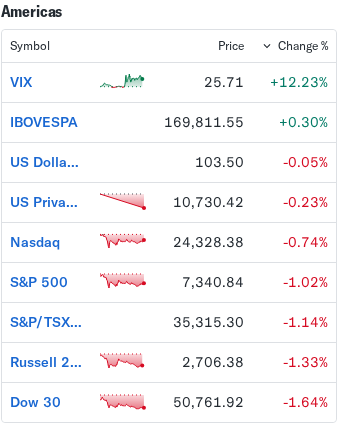 Americas
Symbol Price Change %
VIX 25.71 +12.23%
IBOVESPA 169,811.55 +0.30%
US Dolla... 103.50 -0.05%
US Priva... 10,730.42 -0.23%
Nasdaq 24,328.38 -0.74%
S&P 500 7,340.84 -1.02%
S&P/TSX... 35,315.30 -1.14%
Russell 2... 2,706.38 -1.33%
Dow 30 50,761.92 -1.64%